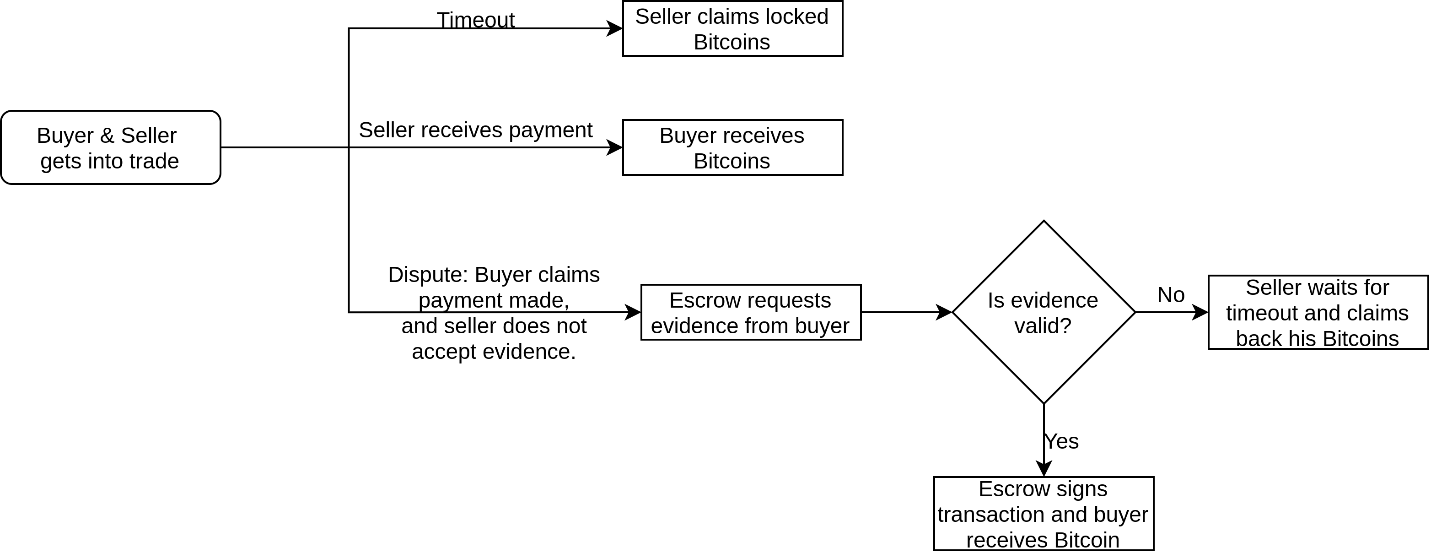 Timeout
Seller claims locked
Bitcoins
Buyer & Seller
gets into trade
Seller receives payment
Buyer receives
Bitcoins
Dispute: Buyer claims
payment made,
and seller does not
accept evidence.
Escrow requests
evidence from buyer
Is evidence
valid?
No
Seller waits for
timeout and claims
back his Bitcoins
Yes
Escrow signs
transaction and buyer
receives Bitcoin